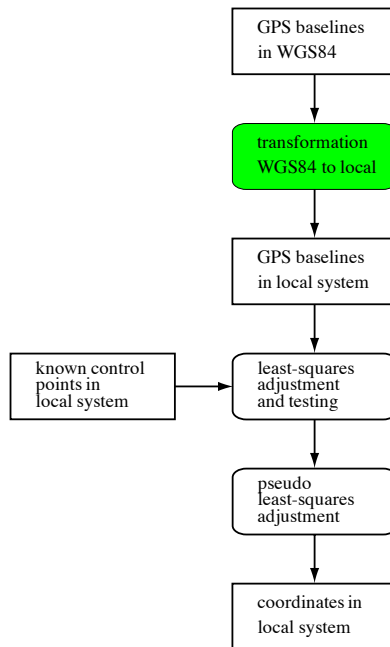 GPS baselines
in WGS84
transformation
WGS84 to local
GPS baselines
in local system
known control
points in
local system
least-squares
adjustment
and testing
pseudo
least-squares
adjustment
coordinates in
local system